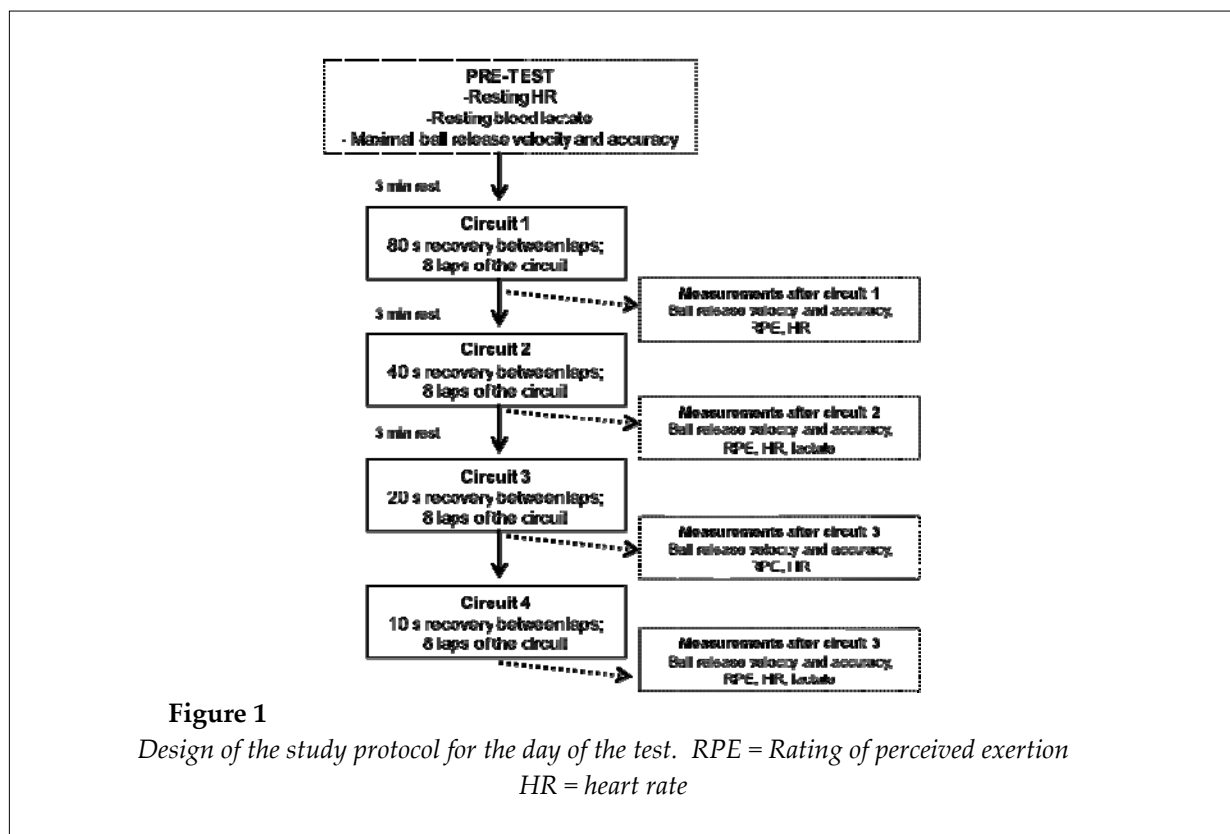 PRE-TEST
-Resting HR
-Resting blood lactate
- Maximal ball release velocity and accuracy
3 min rest
Circuit 1
80 s recovery between laps;
8 laps of the circuit
Measurements after circuit 1
Ball release velocity and accuracy,
RPE, HR
3 min rest
Circuit 2
40 s recovery between laps;
8 laps of the circuit
Measurements after circuit 2
Ball release velocity and accuracy,
RPE, HR, lactate
3 min rest
Circuit 3
20 s recovery between laps;
8 laps of the circuit
Measurements after circuit 3
Ball release velocity and accuracy,
RPE, HR
Circuit 4
10 s recovery between laps;
8 laps of the circuit
Measurements after circuit 3
Ball release velocity and accuracy,
RPE, HR, lactate
Figure 1
Design of the study protocol for the day of the test. RPE = Rating of perceived exertion
HR = heart rate